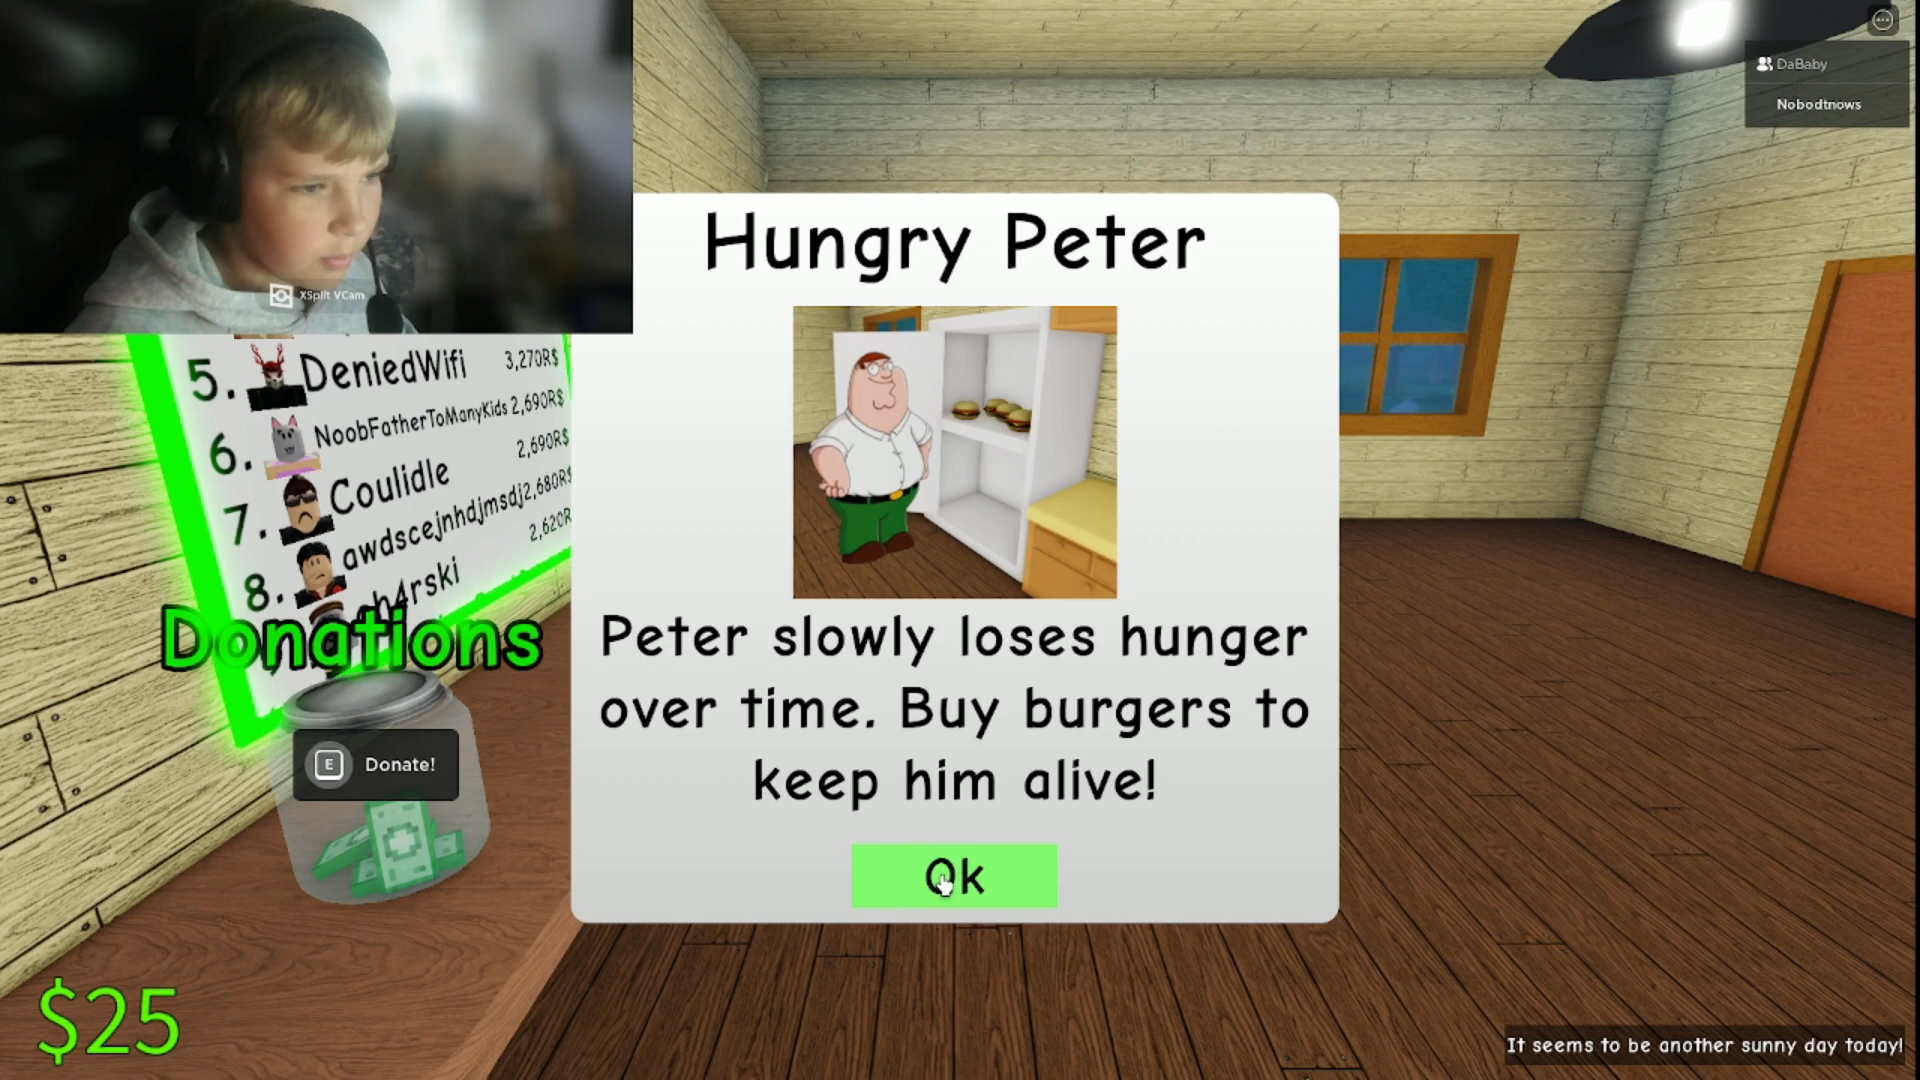 XSplit VCam
DaBaby
Nobodtnows
Hungry Peter
5. DeniedWifi 3,270R$
6. NoobFatherToManyKids 2,690R$
7. Coulidle 2,690R$
8. awdscejnhdjmsdj 2,680R$
2,620R
Donations
E Donate!
Peter slowly loses hunger
over time. Buy burgers to
keep him alive!
Ok
$25
It seems to be another sunny day today!